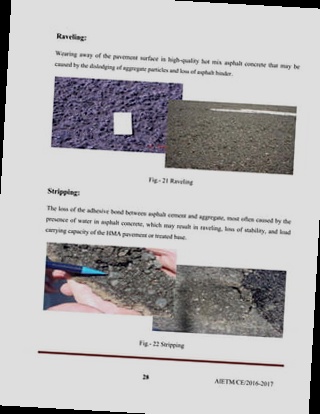 Raveling:
Wearing away of the pavement surface in high-quality hot mix asphalt concrete that may be
caused by the dislodging of aggregate particles and loss of asphalt binder.
Fig.- 21 Raveling
Stripping:
The loss of the adhesive bond between asphalt cement and aggregate, most often caused by the
presence of water in asphalt concrete, which may result in raveling, loss of stability, and load
carrying capacity of the HMA pavement or treated base.
Fig.- 22 Stripping
28
AIETM/CE/2016-2017